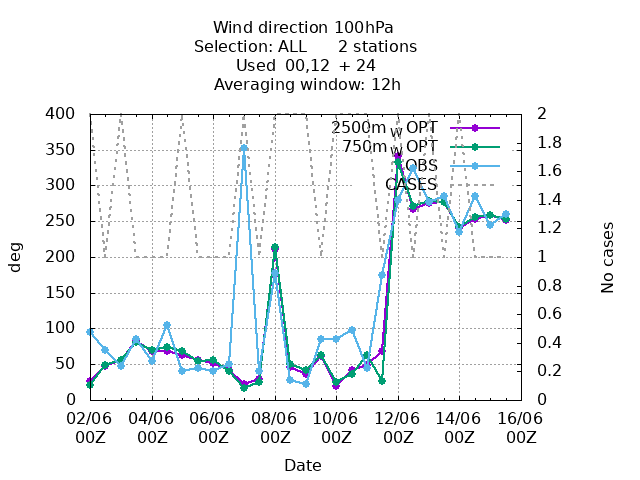 Wind direction 100hPa
Selection: ALL 2 stations
Used 00,12 + 24
Averaging window: 12h
deg
400
350
300
250
200
150
100
50
0
2500m W OPT
750m W OPT
OBS
CASES
2
1.8
1.6
1.4
1.2
1
0.8
0.6
0.4
0.2
0
No cases
02/06 04/06 06/06 08/06 10/06 12/06 14/06 16/06
00Z 00Z 00Z 00Z 00Z 00Z 00Z 00Z
Date